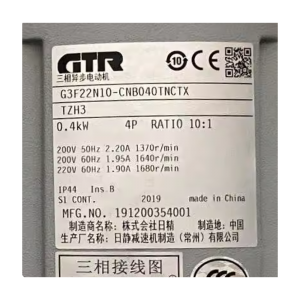 GTR
三相异步电动机
10
G3F22N10-CNB040TNCTX
TZH3
0.4kW 4P RATIO 10:1
200V 50Hz 2.20A 1370r/min
200V 60Hz 1.95A 1640r/min
220V 60Hz 1.90A 1680r/min
IP44 Ins.B
S1 CONT. 2019 made in China
MFG.NO. 191200354001
制造商名称: 株式会社日精 制造地: 中国
生产厂名称: 日静减速机制造（常州）有限公司
三相接线图